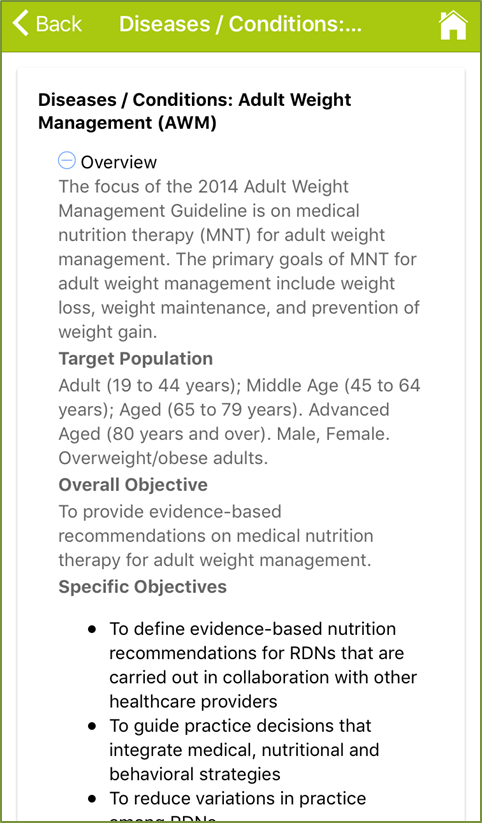 Back Diseases / Conditions:...
Diseases / Conditions: Adult Weight
Management (AWM)
Overview
The focus of the 2014 Adult Weight
Management Guideline is on medical
nutrition therapy (MNT) for adult weight
management. The primary goals of MNT for
adult weight management include weight
loss, weight maintenance, and prevention of
weight gain.
Target Population
Adult (19 to 44 years); Middle Age (45 to 64
years); Aged (65 to 79 years). Advanced
Aged (80 years and over). Male, Female.
Overweight/obese adults.
Overall Objective
To provide evidence-based
recommendations on medical nutrition
therapy for adult weight management.
Specific Objectives
• To define evidence-based nutrition
recommendations for RDNs that are
carried out in collaboration with other
healthcare providers
• To guide practice decisions that
integrate medical, nutritional and
behavioral strategies
• To reduce variations in practice
among RDNs